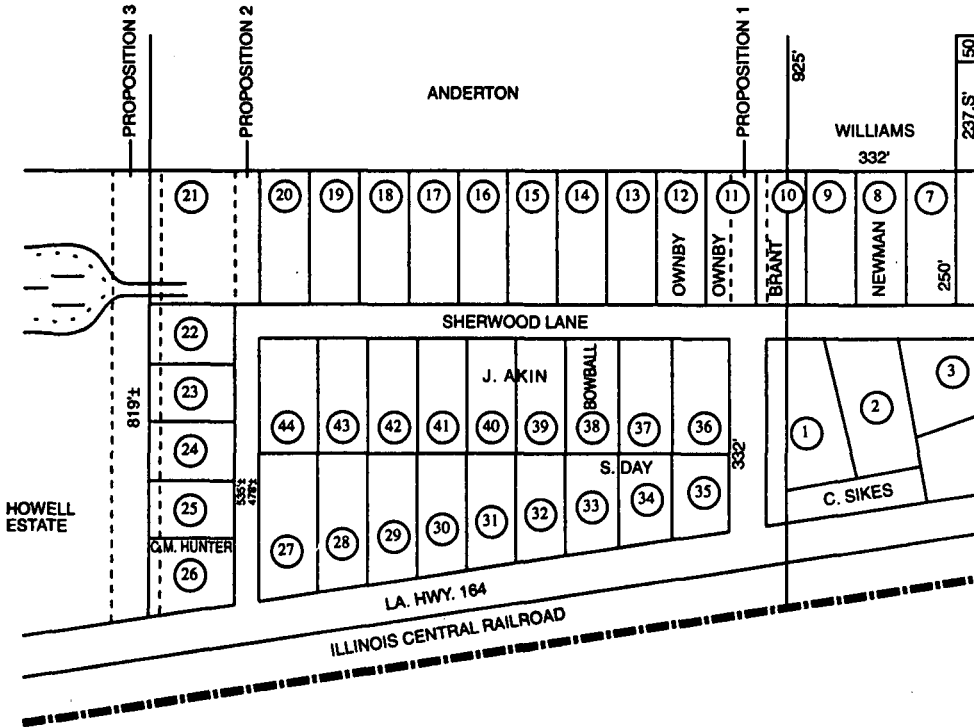 PROPOSITION 3
PROPOSITION 2
PROPOSITION 1
925'
50
237.S'
ANDERTON
WILLIAMS
332'
21
20
19
18
17
16
15
14
13
12
11
10
9
8
7
OWNBY
OWNBY
BRANT
NEWMAN
250'
SHERWOOD LANE
22
23
24
25
C.M. HUNTER
26
819'±
HOWELL
ESTATE
535'±
J. AKIN
BOWBALL
44
43
42
41
40
39
38
37
36
332'
S. DAY
27
28
29
30
31
32
33
34
35
1
2
3
C. SIKES
LA. HWY. 164
ILLINOIS CENTRAL RAILROAD